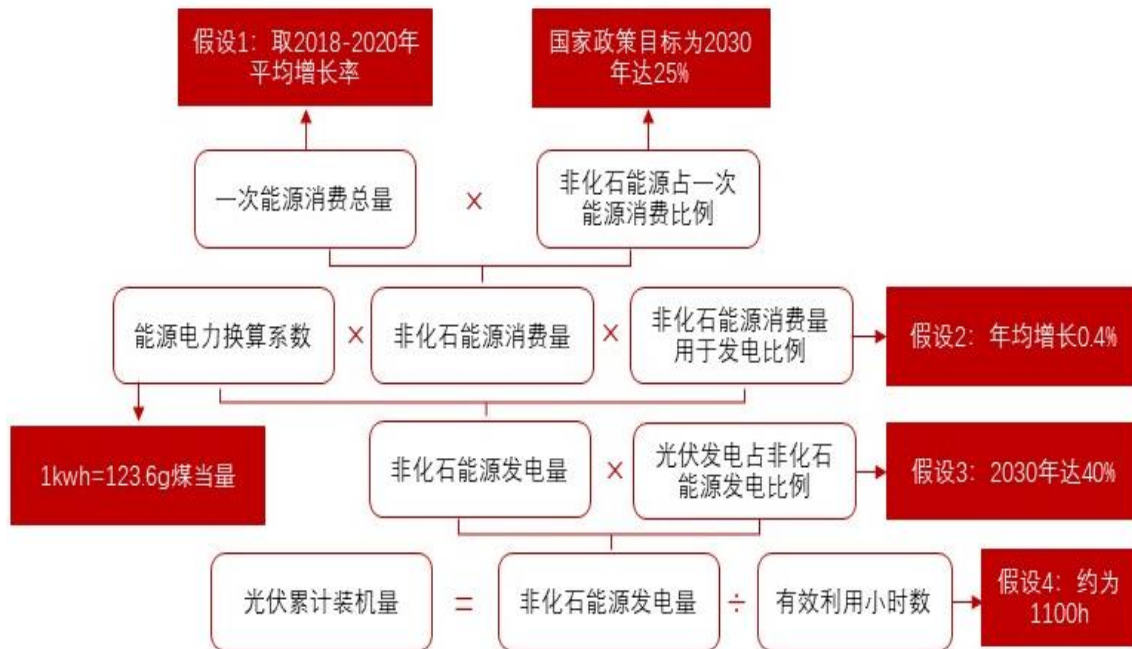 假设1：取2018-2020年
平均增长率
国家政策目标为2030
年达25%
一次能源消费总量
×
非化石能源占一次
能源消费比例
能源电力换算系数
×
非化石能源消费量
×
非化石能源消费量
用于发电比例
假设2：年均增长0.4%
1kwh=123.6g煤当量
非化石能源发电量
×
光伏发电占非化石
能源发电比例
假设3：2030年达40%
光伏累计装机量
=
非化石能源发电量
÷
有效利用小时数
假设4：约为
1100h